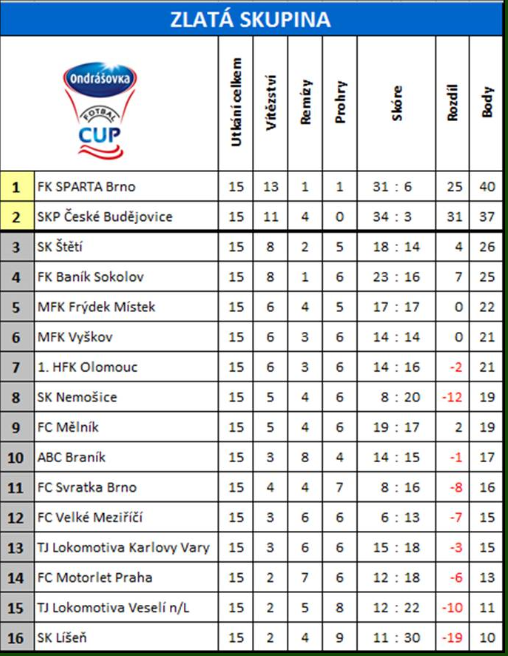 ZLATÁ SKUPINA
Ondrášovka
FOTBAL
CUP
Utkání celkem Vítězství Remízy Prohry Skóre Rozdíl Body
1 FK SPARTA Brno 15 13 1 1 31 : 6 25 40
2 SKP České Budějovice 15 11 4 0 34 : 3 31 37
3 SK Štětí 15 8 2 5 18 : 14 4 26
4 FK Baník Sokolov 15 8 1 6 23 : 16 7 25
5 MFK Frýdek Místek 15 6 4 5 17 : 17 0 22
6 MFK Vyškov 15 6 3 6 14 : 14 0 21
7 1. HFK Olomouc 15 6 3 6 14 : 16 -2 21
8 SK Nemošice 15 5 4 6 8 : 20 -12 19
9 FC Mělník 15 5 4 6 19 : 17 2 19
10 ABC Braník 15 3 8 4 14 : 15 -1 17
11 FC Svratka Brno 15 4 4 7 8 : 16 -8 16
12 FC Velké Meziříčí 15 3 6 6 6 : 13 -7 15
13 TJ Lokomotiva Karlovy Vary 15 3 6 6 15 : 18 -3 15
14 FC Motorlet Praha 15 2 7 6 12 : 18 -6 13
15 TJ Lokomotiva Veselí n/L 15 2 5 8 12 : 22 -10 11
16 SK Líšeň 15 2 4 9 11 : 30 -19 10